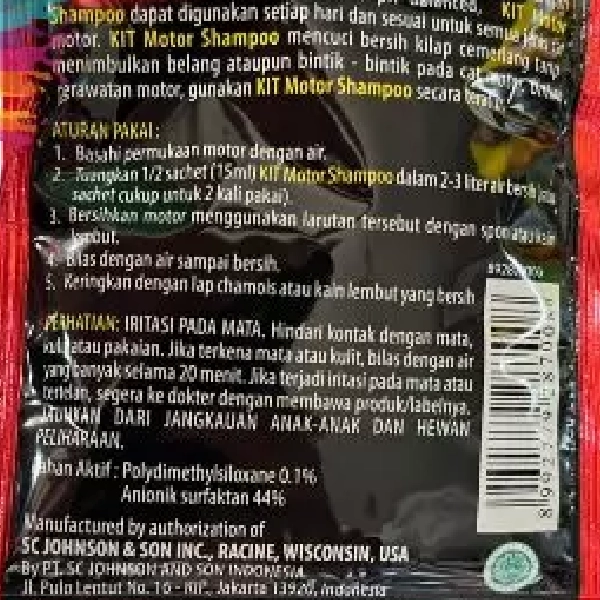 Shampoo dapat digunakan setiap hari dan sesuai untuk semua
motor. KIT Motor Shampoo mencuci bersih kilap cemerlang tanpa
menimbulkan belang ataupun bintik - bintik pada cat
perawatan motor, gunakan KIT Motor Shampoo secara
ATURAN PAKAI:
1. Basahi permukaan motor dengan air.
2. Tuangkan 1/2 sachet (15ml) KIT Motor Shampoo dalam 2-3 liter air bersih
sachet cukup untuk 2 kali pakai).
3. Bersihkan motor menggunakan larutan tersebut dengan spon atau kain
lembut.
4. Bilas dengan air sampai bersih.
5. Keringkan dengan lap chamois atau kain lembut yang bersih
PERHATIAN: IRITASI PADA MATA. Hindari kontak dengan mata,
kulit atau pakaian. Jika terkena mata atau kulit, bilas dengan air
yang banyak selama 20 menit. Jika terjadi iritasi pada mata atau
tertelan, segera ke dokter dengan membawa produk/labelnya.
JAUHKAN DARI JANGKAUAN ANAK-ANAK DAN HEWAN
PELIHARAAN.
Bahan Aktif : Polydimethylsiloxane 0.1%
Anionik surfaktan 44%
Manufactured by authorization of
SC JOHNSON & SON INC., RACINE, WISCONSIN, USA
By PT. SC JOHNSON AND SON INDONESIA
Jl. Pulo Lentut No. 10 - KIP, Jakarta 13920, Indonesia